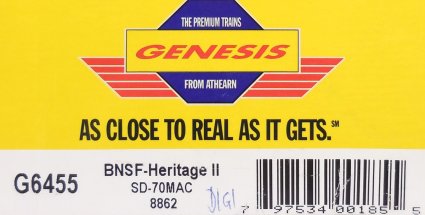 THE PREMIUM TRAINS
GENESIS
FROM ATHEARN
AS CLOSE TO REAL AS IT GETS.℠
G6455
BNSF-Heritage II
SD-70MAC
8862
DIGI
7 97534 00185 5